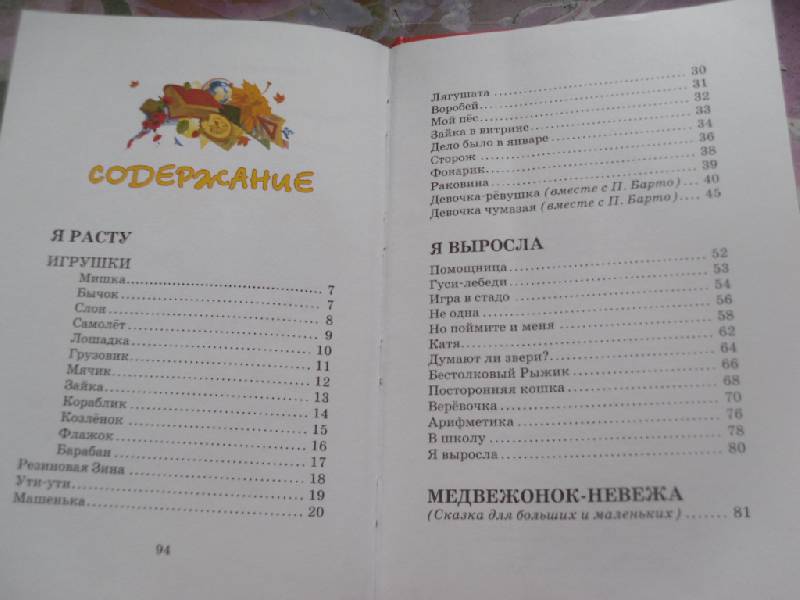 СОДЕРЖАНИЕ
Я РАСТУ
ИГРУШКИ
Мишка 7
Бычок 7
Слон 8
Самолёт 9
Лошадка 10
Грузовик 11
Мячик 12
Зайка 13
Кораблик 14
Козлёнок 15
Флажок 16
Барабан 17
Резиновая Зина 18
Ути-ути 19
Машенька 20
94
Лягушата 30
Воробей 31
Мой пёс 32
Зайка в витрине 33
Дело было в январе 34
Сторож 36
Фонарик 38
Раковина 39
Девочка-рёвушка (вместе с П. Барто) 40
Девочка чумазая (вместе с П. Барто) 45
Я ВЫРОСЛА
Помощница 52
Гуси-лебеди 53
Игра в стадо 54
Не одна 56
Но поймите и меня 58
Катя 62
Думают ли звери? 64
Бестолковый Рыжик 66
Посторонняя кошка 68
Верёвочка 70
Арифметика 76
В школу 78
Я выросла 80
МЕДВЕЖОНОК-НЕВЕЖА
(Сказка для больших и маленьких) 81